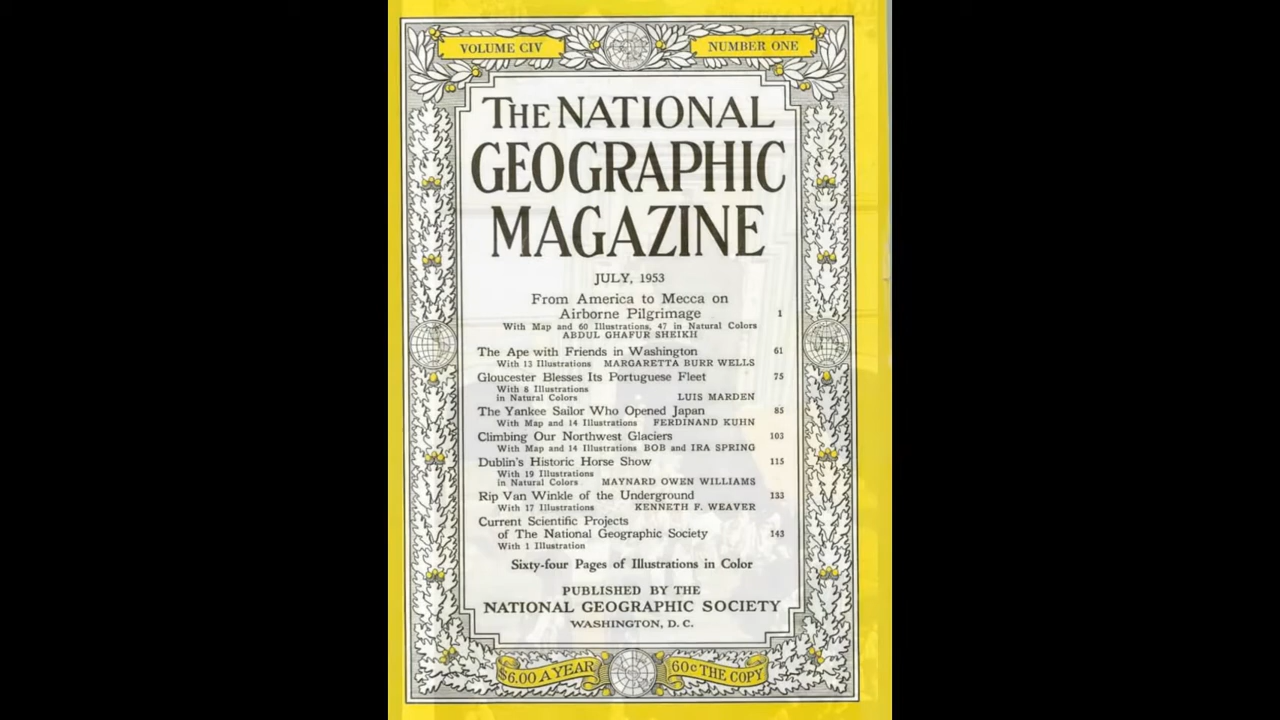 VOLUME CIV
NUMBER ONE
THE NATIONAL
GEOGRAPHIC
MAGAZINE
JULY, 1953
From America to Mecca on
Airborne Pilgrimage 1
With Map and 60 Illustrations, 47 in Natural Colors
ABDUL GHAFUR SHEIKH
The Ape with Friends in Washington 61
With 13 Illustrations MARGARETTA BURR WELLS
Gloucester Blesses Its Portuguese Fleet 75
With 8 Illustrations
in Natural Colors LUIS MARDEN
The Yankee Sailor Who Opened Japan 85
With Map and 14 Illustrations FERDINAND KUHN
Climbing Our Northwest Glaciers 103
With Map and 14 Illustrations BOB and IRA SPRING
Dublin's Historic Horse Show 115
With 19 Illustrations
in Natural Colors MAYNARD OWEN WILLIAMS
Rip Van Winkle of the Underground 133
With 17 Illustrations KENNETH F. WEAVER
Current Scientific Projects
of The National Geographic Society 143
With 1 Illustration
Sixty-four Pages of Illustrations in Color
PUBLISHED BY THE
NATIONAL GEOGRAPHIC SOCIETY
WASHINGTON, D. C.
$6.00 A YEAR
60c THE COPY